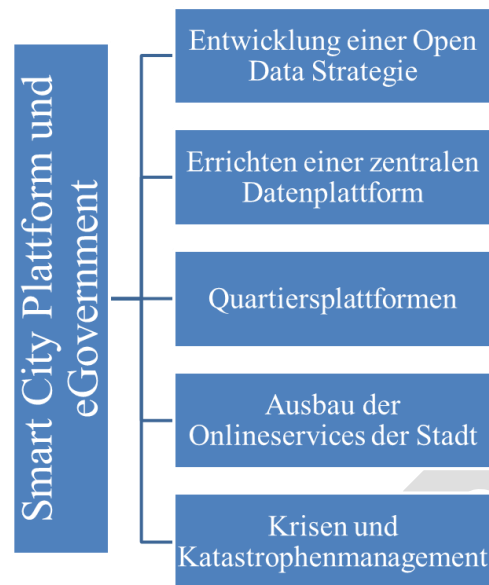 Smart City Plattform und
eGovernment
Entwicklung einer Open
Data Strategie
Errichten einer zentralen
Datenplattform
Quartiersplattformen
Ausbau der
Onlineservices der Stadt
Krisen und
Katastrophenmanagement